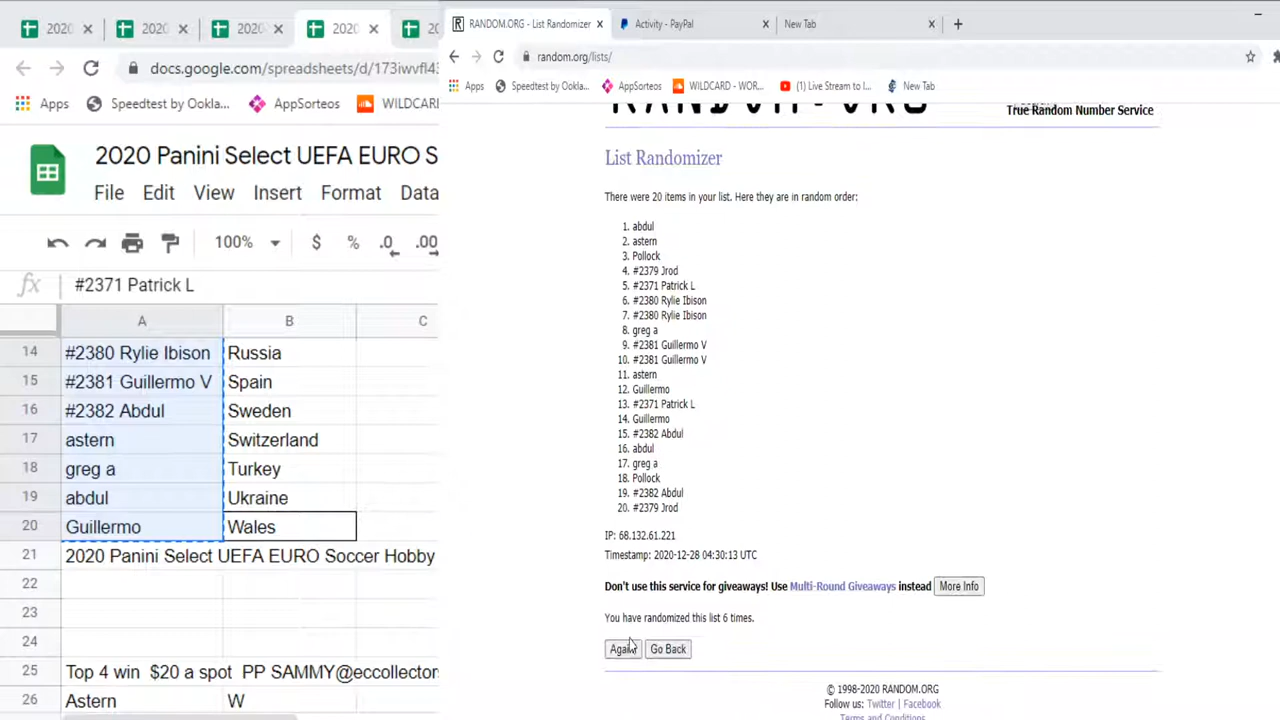 2020
2020
2020
2020
20
docs.google.com/spreadsheets/d/173iwvfl43
Apps Speedtest by Ookla... AppSorteos WILDCARD
2020 Panini Select UEFA EURO S
File Edit View Insert Format Data
100% $ % .0 .00
fx #2371 Patrick L
A B C
14 #2380 Rylie Ibison Russia
15 #2381 Guillermo V Spain
16 #2382 Abdul Sweden
17 astern Switzerland
18 greg a Turkey
19 abdul Ukraine
20 Guillermo Wales
21 2020 Panini Select UEFA EURO Soccer Hobby
22
23
24
25 Top 4 win $20 a spot PP SAMMY@eccollector
26 Astern W
RANDOM.ORG - List Randomizer
Activity - PayPal
New Tab
random.org/lists/
Apps Speedtest by Ookla... AppSorteos WILDCARD - WOR... (1) Live Stream to I... New Tab
RANDOM.ORG
True Random Number Service
List Randomizer
There were 20 items in your list. Here they are in random order:
1. abdul
2. astern
3. Pollock
4. #2379 Jrod
5. #2371 Patrick L
6. #2380 Rylie Ibison
7. #2380 Rylie Ibison
8. greg a
9. #2381 Guillermo V
10. #2381 Guillermo V
11. astern
12. Guillermo
13. #2371 Patrick L
14. Guillermo
15. #2382 Abdul
16. abdul
17. greg a
18. Pollock
19. #2382 Abdul
20. #2379 Jrod
IP: 68.132.61.221
Timestamp: 2020-12-28 04:30:13 UTC
Don't use this service for giveaways! Use Multi-Round Giveaways instead More Info
You have randomized this list 6 times.
Again Go Back
© 1998-2020 RANDOM.ORG
Follow us: Twitter | Facebook
Terms and Conditions